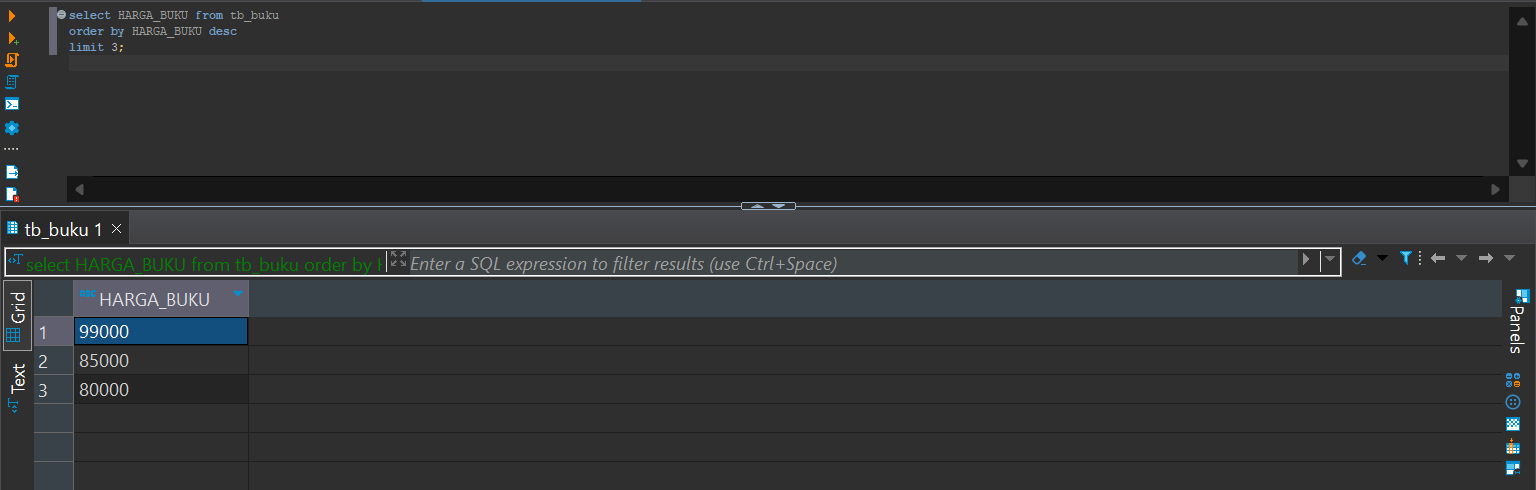 select HARGA_BUKU from tb_buku
order by HARGA_BUKU desc
limit 3;
tb_buku 1
select HARGA_BUKU from tb_buku order by
Enter a SQL expression to filter results (use Ctrl+Space)
Grid
Text
ABC HARGA_BUKU
1 99000
2 85000
3 80000
Panels